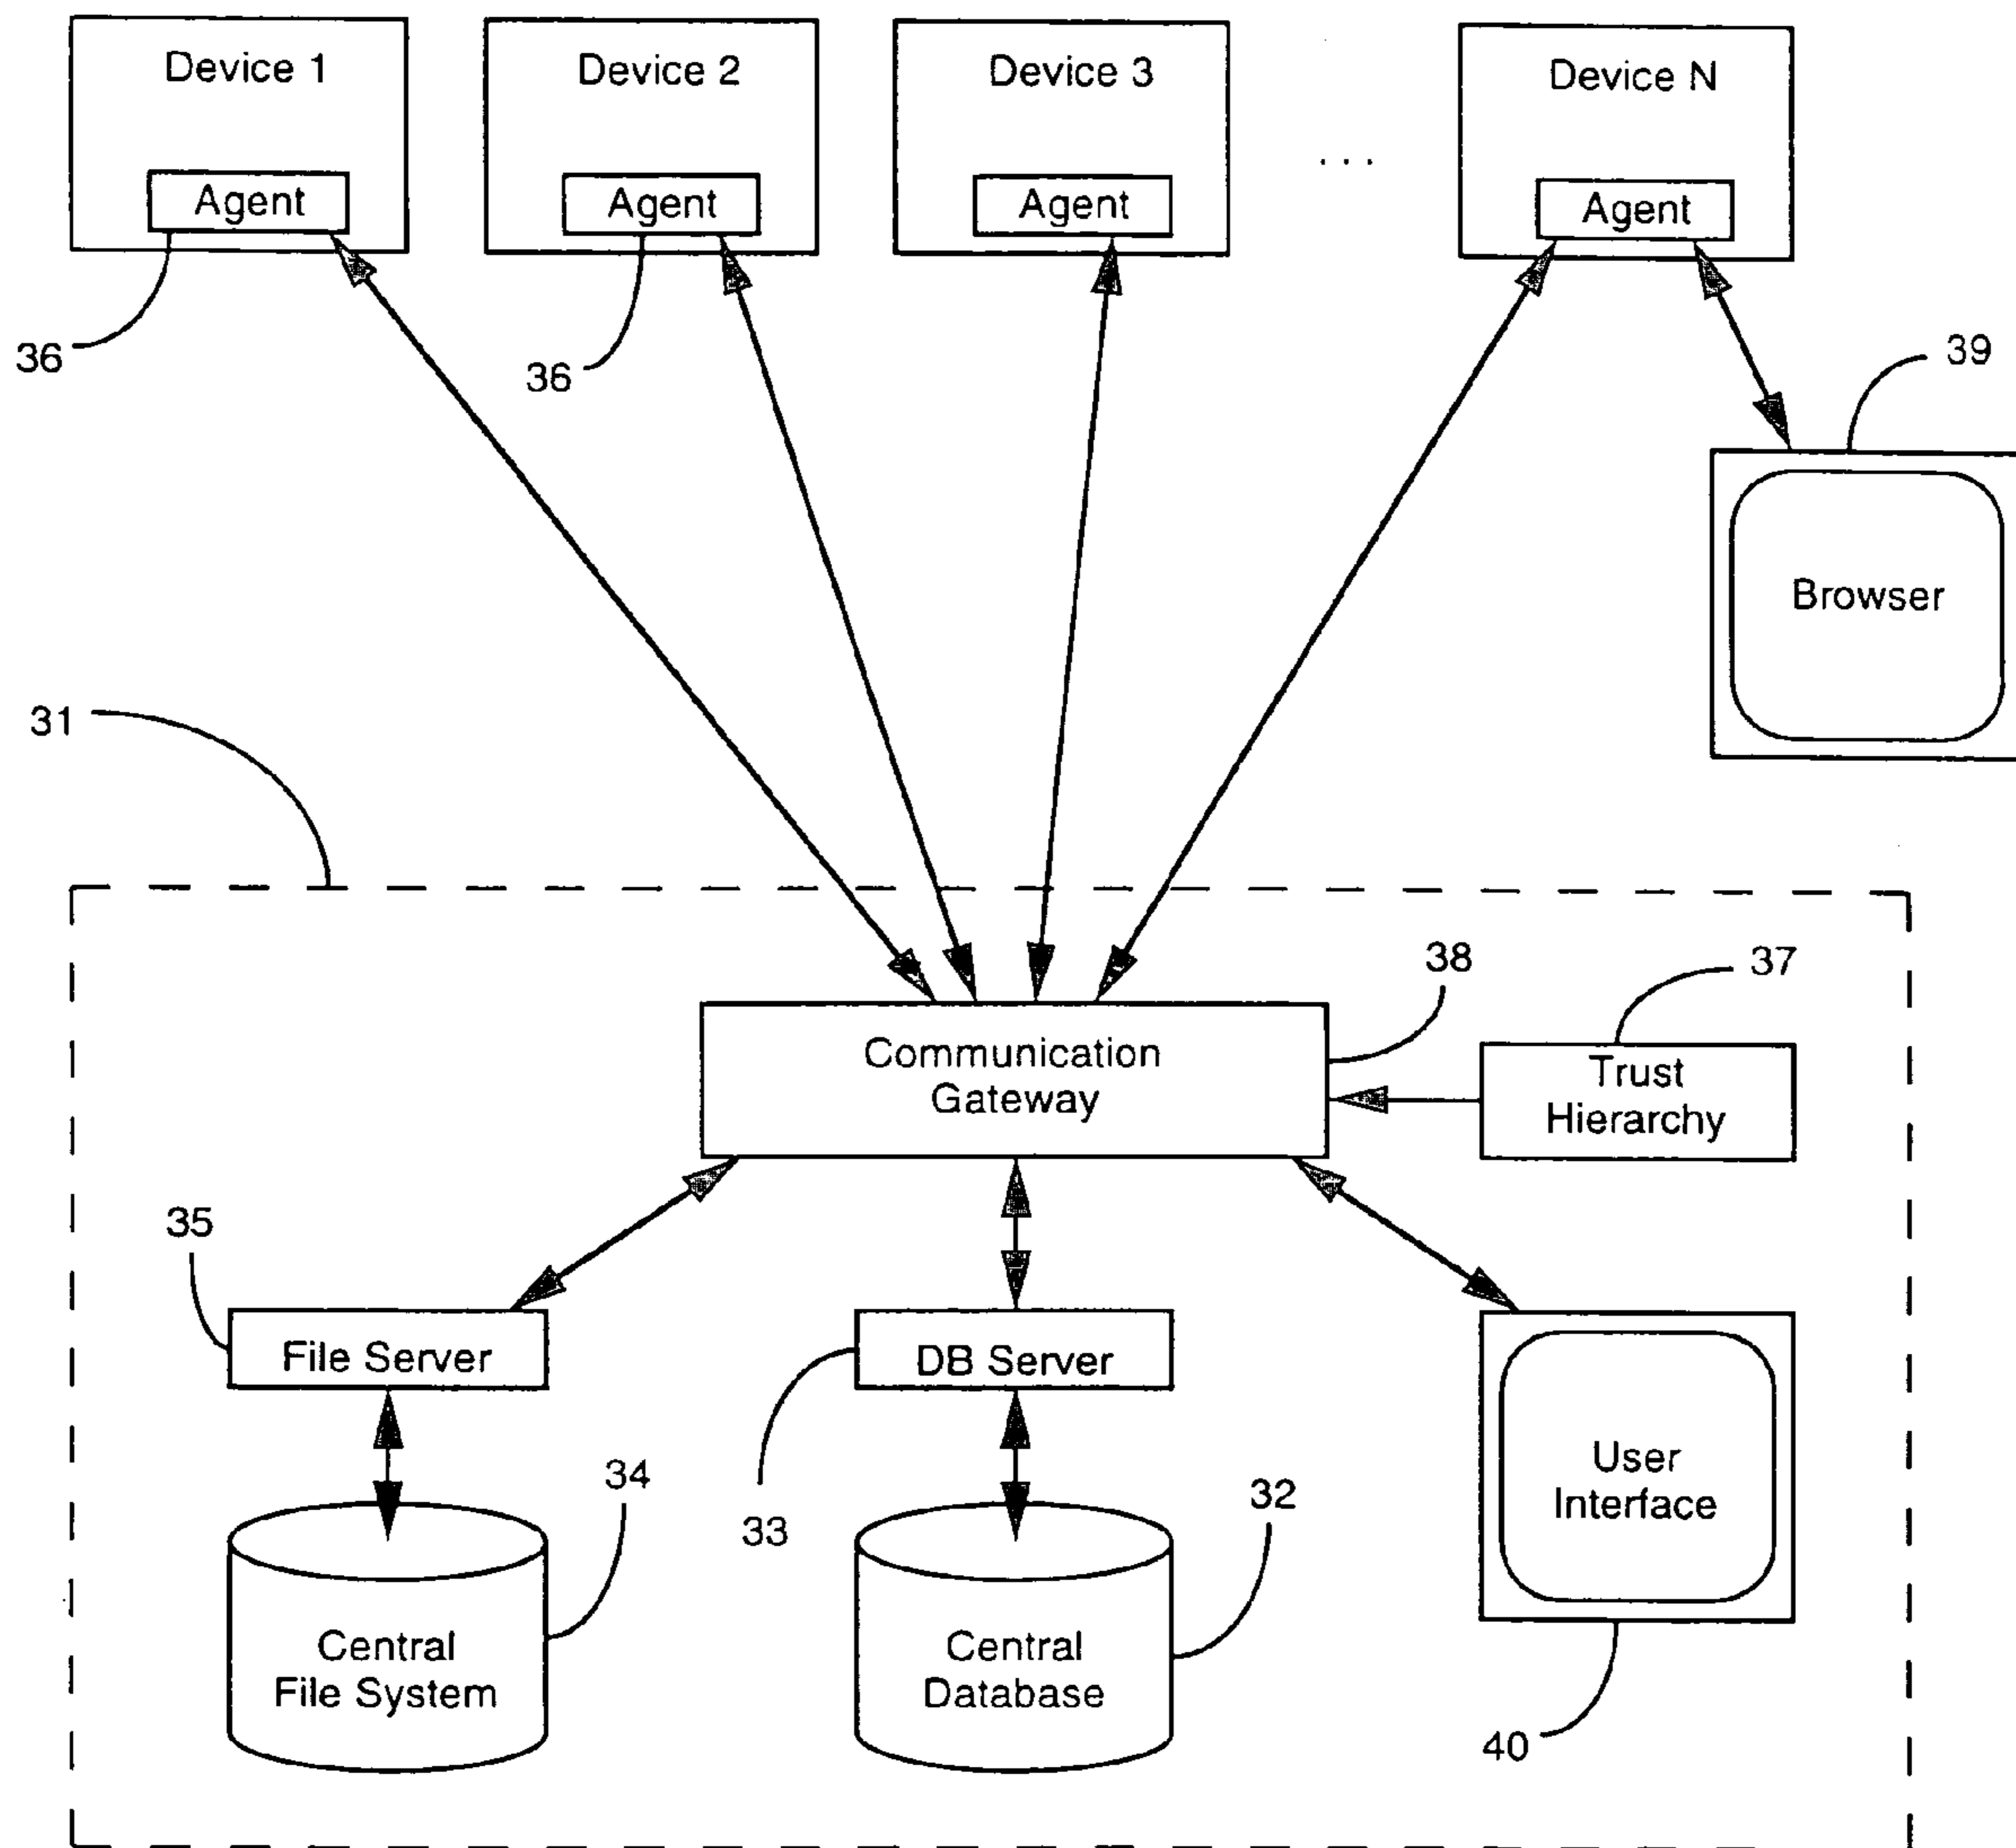 Device 1
Device 2
Device 3
Device N
. . .
Agent
Agent
Agent
Agent
36
36
39
Browser
31
38
37
Communication
Gateway
Trust
Hierarchy
35
File Server
DB Server
34
33
32
User
Interface
Central
File System
Central
Database
40